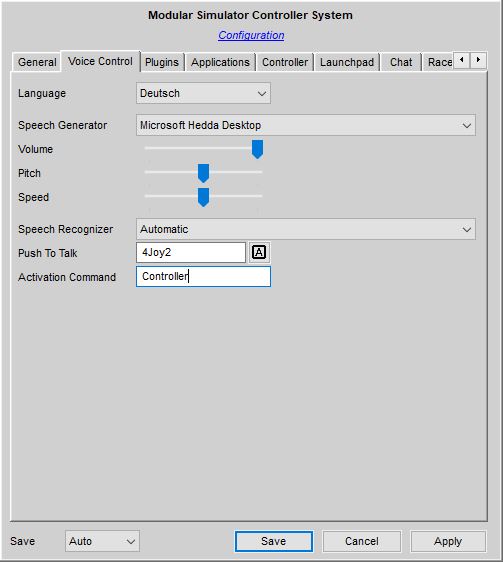 Modular Simulator Controller System
Configuration
General Voice Control Plugins Applications Controller Launchpad Chat Race
Language Deutsch
Speech Generator Microsoft Hedda Desktop
Volume
Pitch
Speed
Speech Recognizer Automatic
Push To Talk 4Joy2 A
Activation Command Controller
Save Auto Save Cancel Apply